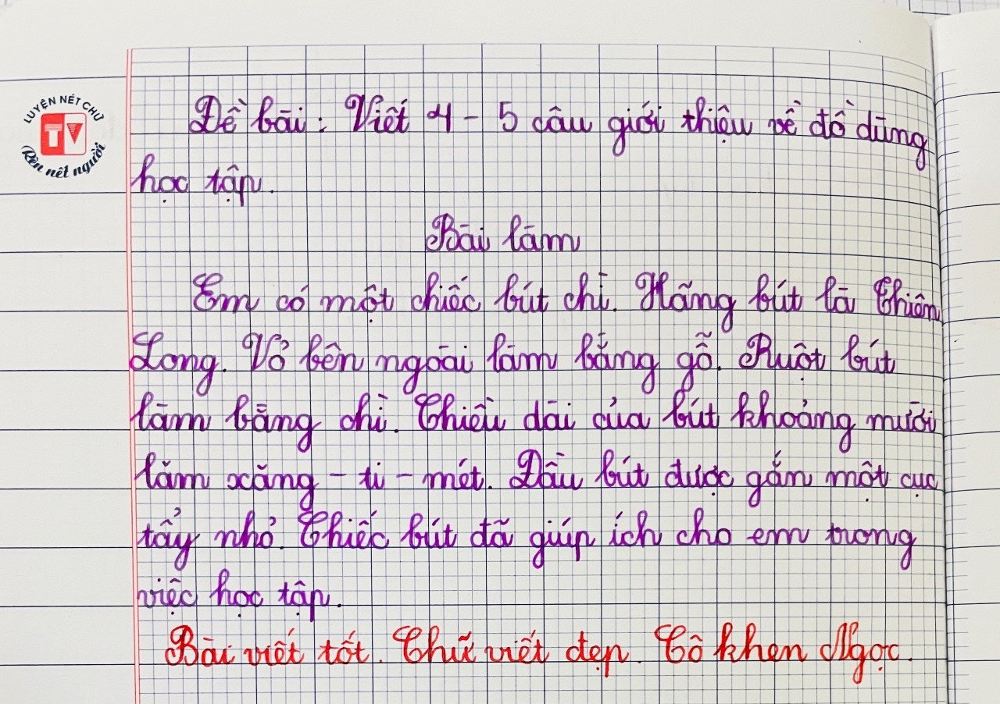 LUYỆN NÉT CHỮ
TV
Rèn nết người
Đề bài: Viết 4 - 5 câu giới thiệu về đồ dùng
học tập.
Bài làm
Em có một chiếc bút chì. Hãng bút là Thiên
Long. Vỏ bên ngoài làm bằng gỗ. Ruột bút
làm bằng chì. Chiều dài của bút khoảng mười
lăm xăng - ti - mét. Đầu bút được gắn một cục
tẩy nhỏ. Chiếc bút đã giúp ích cho em trong
việc học tập.
Bài viết tốt. Chữ viết đẹp. Cô khen Ngọc.